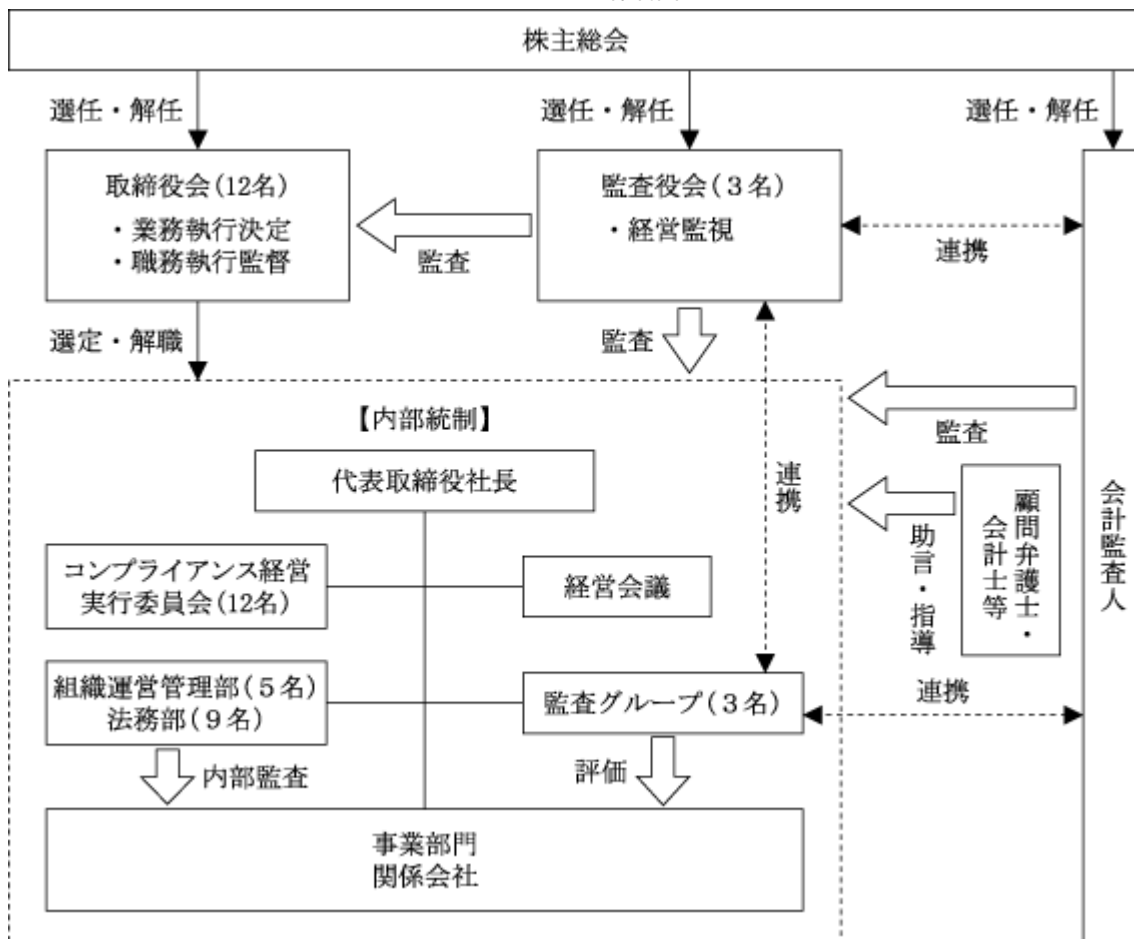 株主総会
選任・解任
選任・解任
選任・解任
取締役会(12名)
・業務執行決定
・職務執行監督
監査
監査役会(3名)
・経営監視
連携
選定・解職
監査
【内部統制】
代表取締役社長
連携
監査
助言・指導
顧問弁護士・
会計士等
会計監査人
コンプライアンス経営
実行委員会(12名)
経営会議
組織運営管理部(5名)
法務部(9名)
監査グループ(3名)
連携
内部監査
評価
事業部門
関係会社